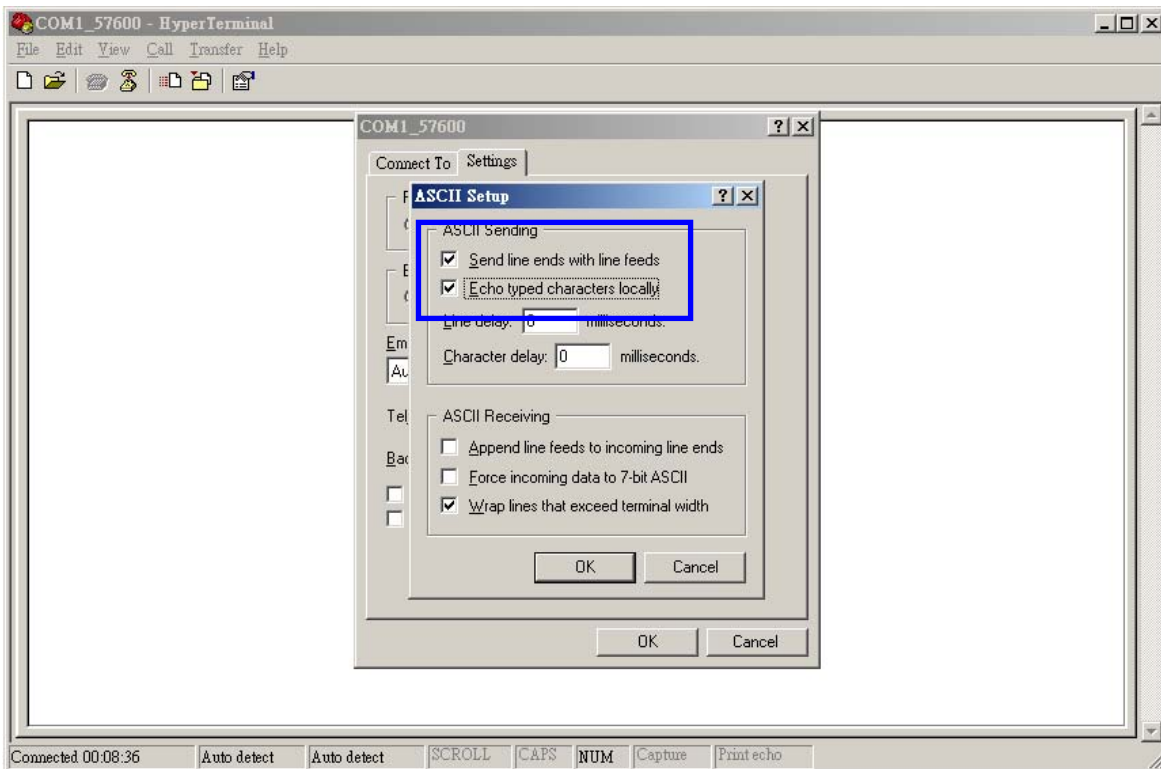 COM1_57600 - HyperTerminal
File Edit View Call Transfer Help
COM1_57600
Connect To Settings
ASCII Setup
ASCII Sending
Send line ends with line feeds
Echo typed characters locally
Line delay: 0 milliseconds.
Character delay: 0 milliseconds.
ASCII Receiving
Append line feeds to incoming line ends
Force incoming data to 7-bit ASCII
Wrap lines that exceed terminal width
OK Cancel
OK Cancel
Connected 00:08:36 Auto detect Auto detect SCROLL CAPS NUM Capture Print echo